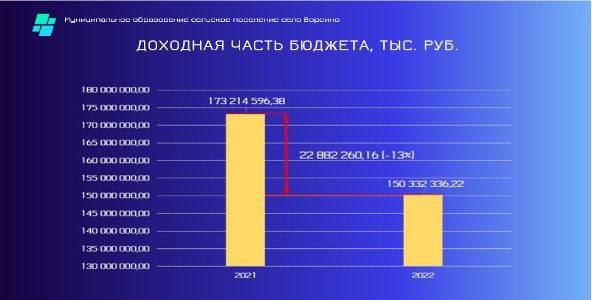 Муниципальное образование сельское поселение село Ворсино
ДОХОДНАЯ ЧАСТЬ БЮДЖЕТА, ТЫС. РУБ.
180 000 000,00
173 214 596,38
175 000 000,00
170 000 000,00
165 000 000,00
22 882 260,16 (-13%)
160 000 000,00
155 000 000,00
150 332 336,22
150 000 000,00
145 000 000,00
140 000 000,00
135 000 000,00
130 000 000,00
2021
2022